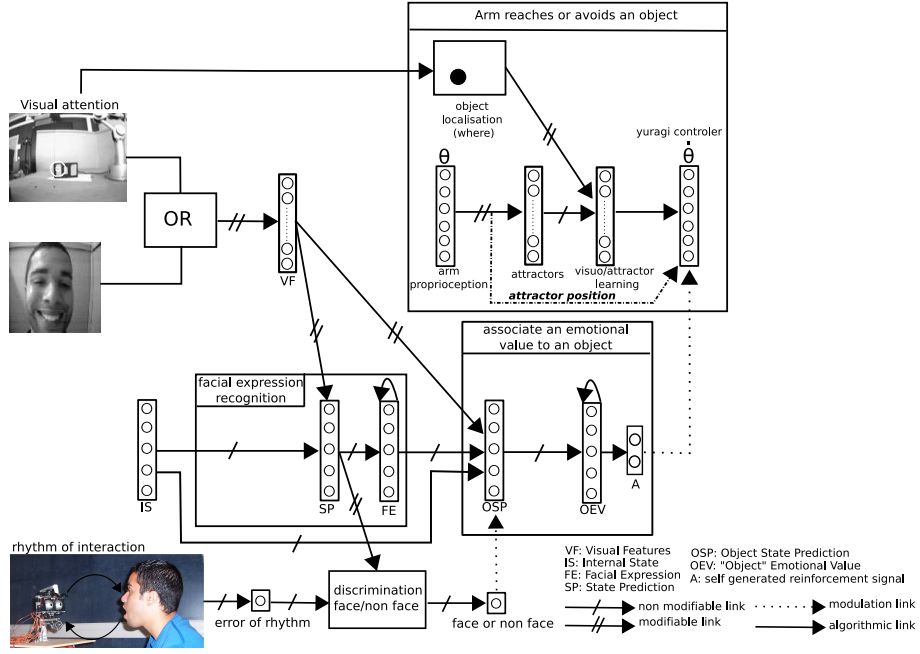 Arm reaches or avoids an object
Visual attention
object
localisation
(where)
yuragi controler
θ
θ
OR
arm
proprioception
attractors
visuo/attractor
learning
attractor position
VF
associate an emotional
value to an object
facial expression
recognition
IS
SP
FE
OSP
OEV
A
rhythm of interaction
error of rhythm
discrimination
face/non face
face or non face
VF: Visual Features
IS: Internal State
FE: Facial Expression
SP: State Prediction
OSP: Object State Prediction
OEV: "Object" Emotional Value
A: self generated reinforcement signal
non modifiable link
modifiable link
modulation link
algorithmic link